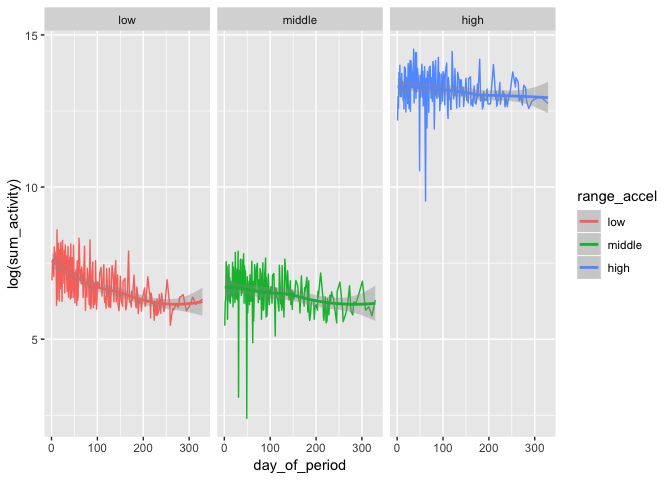 low middle high
15
10
5
log(sum_activity)
0 100 200 300 0 100 200 300 0 100 200 300
day_of_period
range_accel
low
middle
high